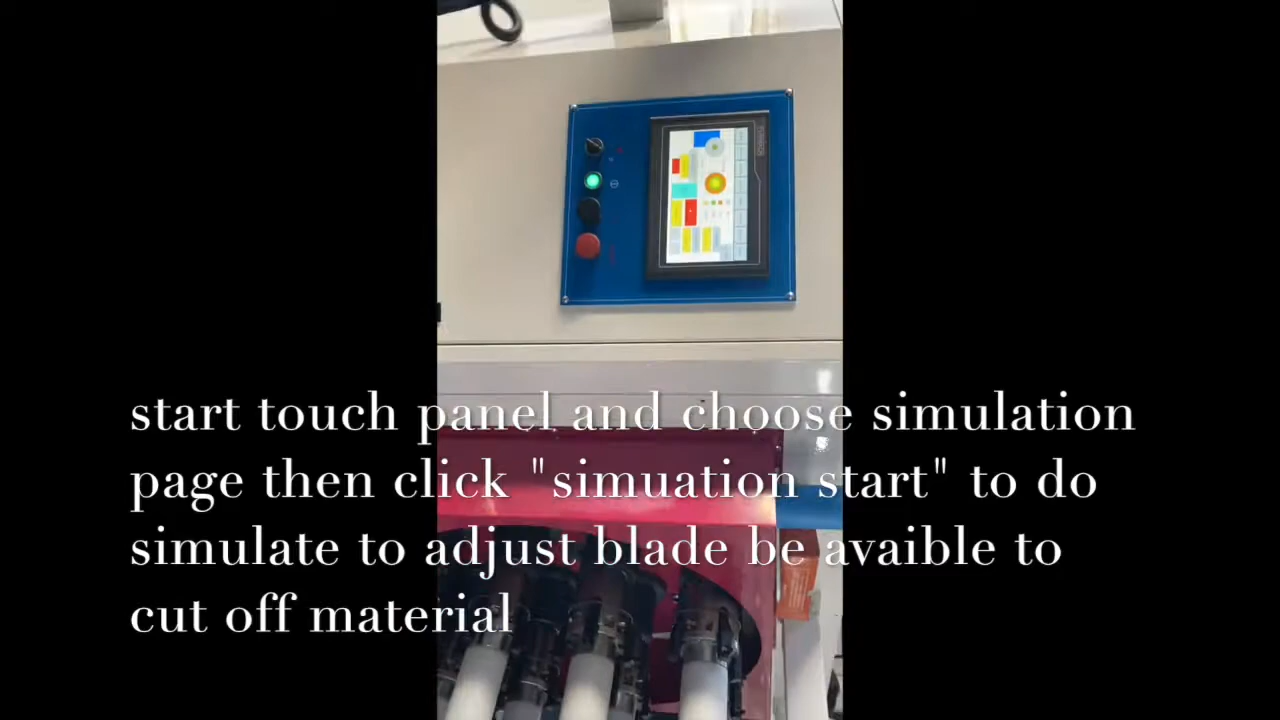 start touch panel and choose simulation
page then click "simuation start" to do
simulate to adjust blade be avaible to
cut off material